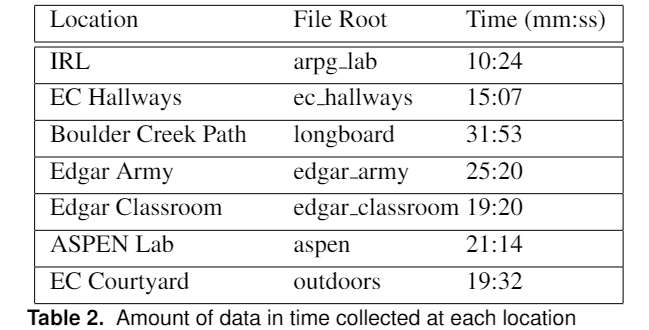 Location File Root Time (mm:ss)
IRL arpg_lab 10:24
EC Hallways ec_hallways 15:07
Boulder Creek Path longboard 31:53
Edgar Army edgar_army 25:20
Edgar Classroom edgar_classroom 19:20
ASPEN Lab aspen 21:14
EC Courtyard outdoors 19:32
Table 2. Amount of data in time collected at each location